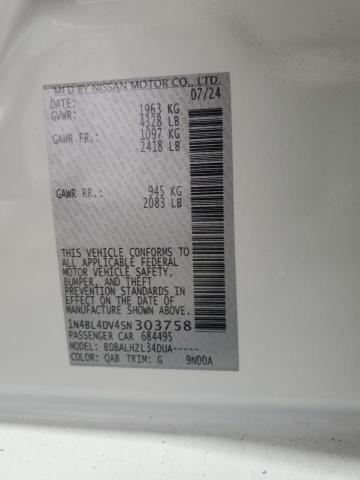 MFD BY NISSAN MOTOR CO., LTD.
DATE: 07/24
GVWR: 1963 KG
4328 LB
GAWR FR.: 1097 KG
2418 LB
GAWR RR.: 945 KG
2083 LB
THIS VEHICLE CONFORMS TO
ALL APPLICABLE FEDERAL
MOTOR VEHICLE SAFETY,
BUMPER, AND THEFT
PREVENTION STANDARDS IN
EFFECT ON THE DATE OF
MANUFACTURE SHOWN ABOVE.
1N4BL4DV4SN303758
PASSENGER CAR 684495
MODEL: BDBALHZL34DUA-----
COLOR: QAB TRIM: G 9N00A